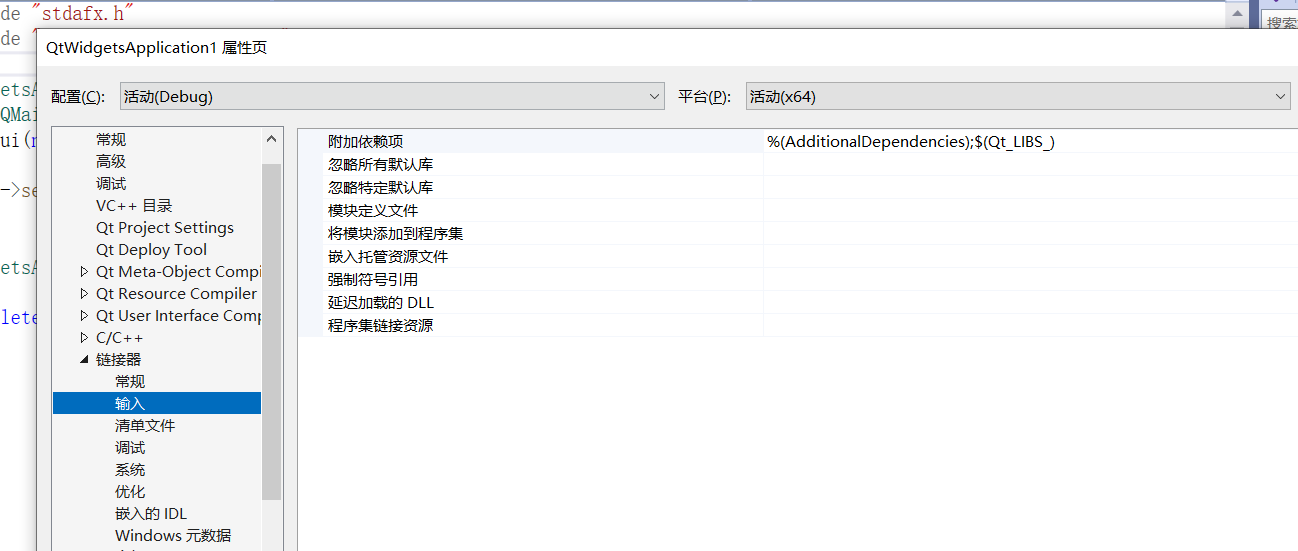 de "stdafx.h"
de "
搜索
QtWidgetsApplication1 属性页
etsA
QMai
ui(n
->se
etsA
lete
配置(C):
活动(Debug)
平台(P):
活动(x64)
常规
高级
调试
VC++ 目录
Qt Project Settings
Qt Deploy Tool
Qt Meta-Object Compi
Qt Resource Compiler
Qt User Interface Comp
C/C++
链接器
常规
输入
清单文件
调试
系统
优化
嵌入的 IDL
Windows 元数据
附加依赖项
%(AdditionalDependencies);$(Qt_LIBS_)
忽略所有默认库
忽略特定默认库
模块定义文件
将模块添加到程序集
嵌入托管资源文件
强制符号引用
延迟加载的 DLL
程序集链接资源